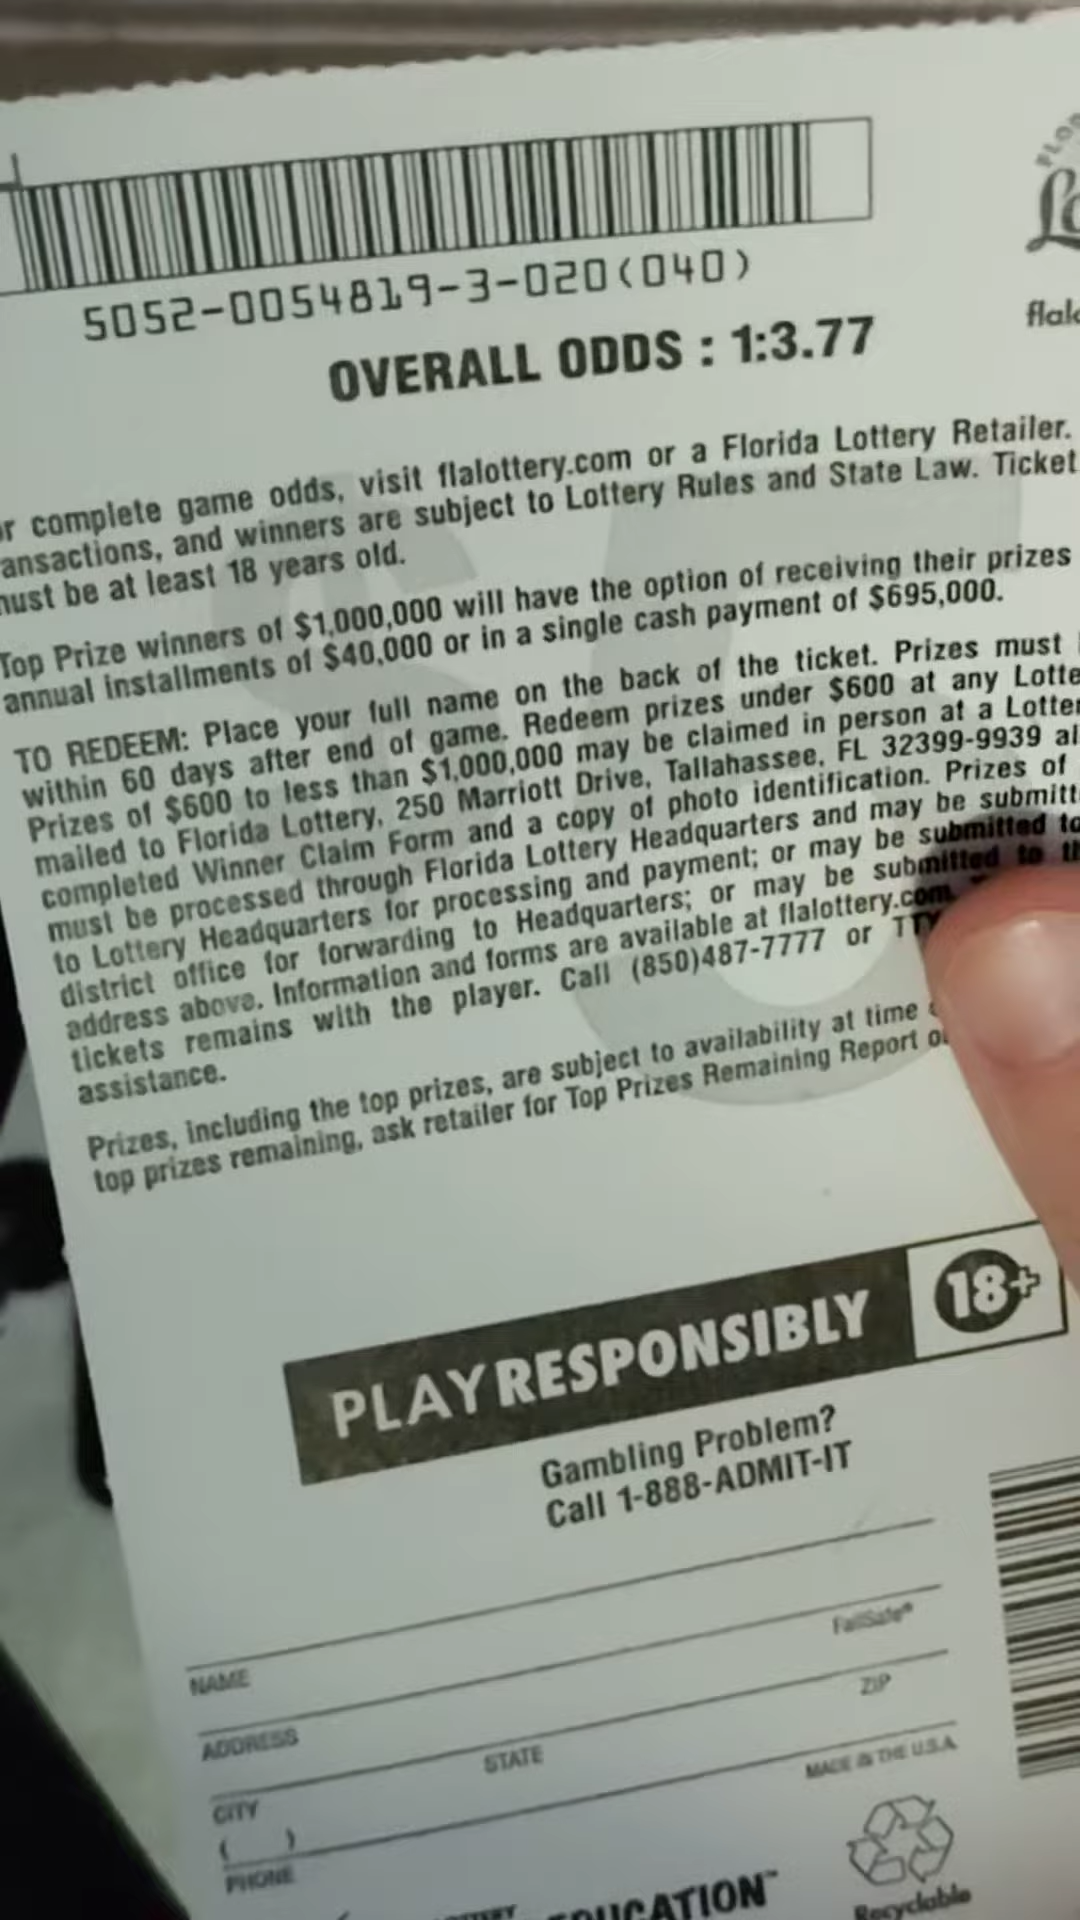 5052-0054819-3-020(040)
OVERALL ODDS : 1:3.77
FLO
Lo
flalo
r complete game odds, visit flalottery.com or a Florida Lottery Retailer.
ansactions, and winners are subject to Lottery Rules and State Law. Ticket
must be at least 18 years old.
Top Prize winners of $1,000,000 will have the option of receiving their prizes
annual installments of $40,000 or in a single cash payment of $695,000.
TO REDEEM: Place your full name on the back of the ticket. Prizes must
within 60 days after end of game. Redeem prizes under $600 at any Lotte
Prizes of $600 to less than $1,000,000 may be claimed in person at a Lotter
mailed to Florida Lottery, 250 Marriott Drive, Tallahassee, FL 32399-9939 al
completed Winner Claim Form and a copy of photo identification. Prizes of
must be processed through Florida Lottery Headquarters and may be submitt
to Lottery Headquarters for processing and payment; or may be submitted to
district office for forwarding to Headquarters; or may be submitted to th
address above. Information and forms are available at flalottery.com.
tickets remains with the player. Call (850)487-7777 or TTY
assistance.
Prizes, including the top prizes, are subject to availability at time
top prizes remaining, ask retailer for Top Prizes Remaining Report o
PLAY RESPONSIBLY 18+
Gambling Problem?
Call 1-888-ADMIT-IT
NAME
FailSafe®
ADDRESS
ZIP
STATE
CITY
MADE IN THE U.S.A.
( )
PHONE
EDUCATION™
Recyclable